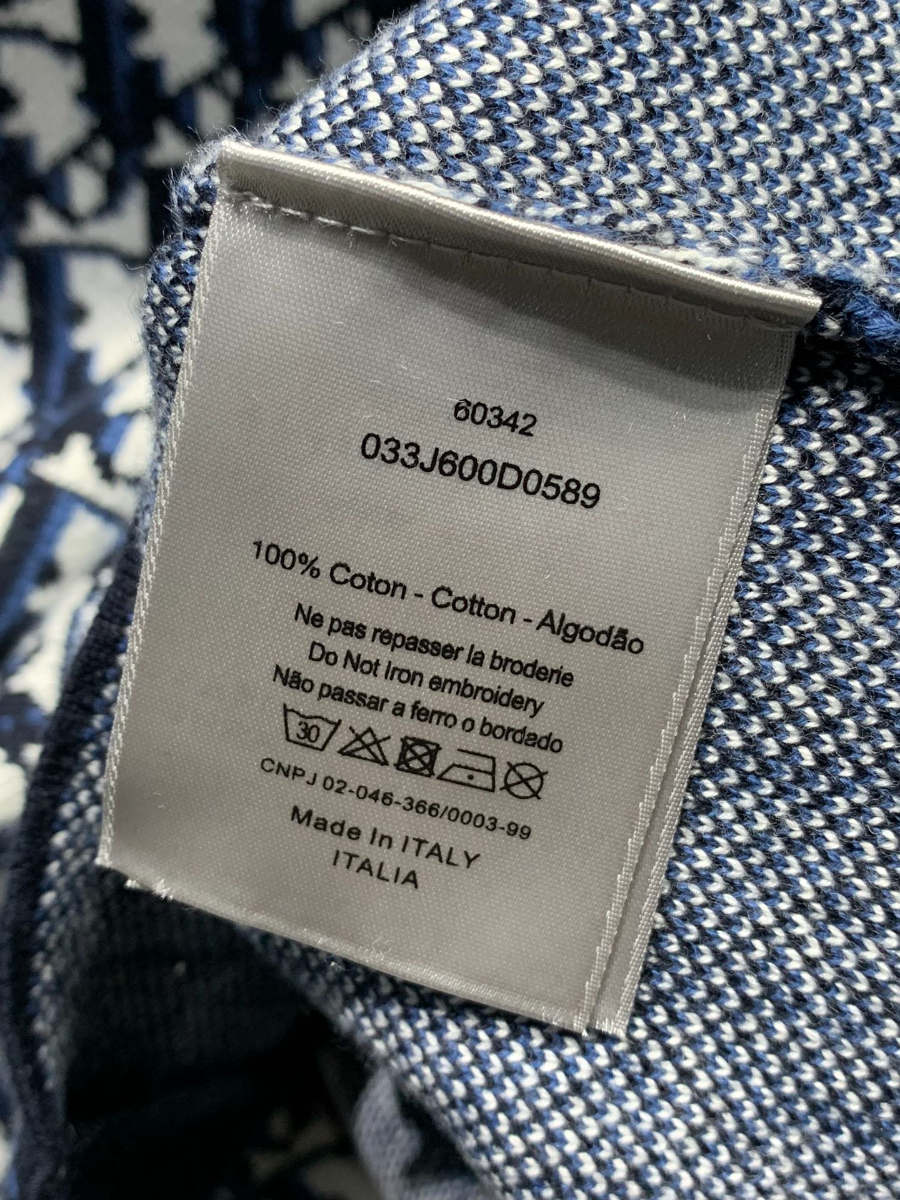 60342
033J600D0589
100% Coton - Cotton - Algodão
Ne pas repasser la broderie
Do Not Iron embroidery
Não passar a ferro o bordado
30
CNPJ 02-046-366/0003-99
Made In ITALY
ITALIA